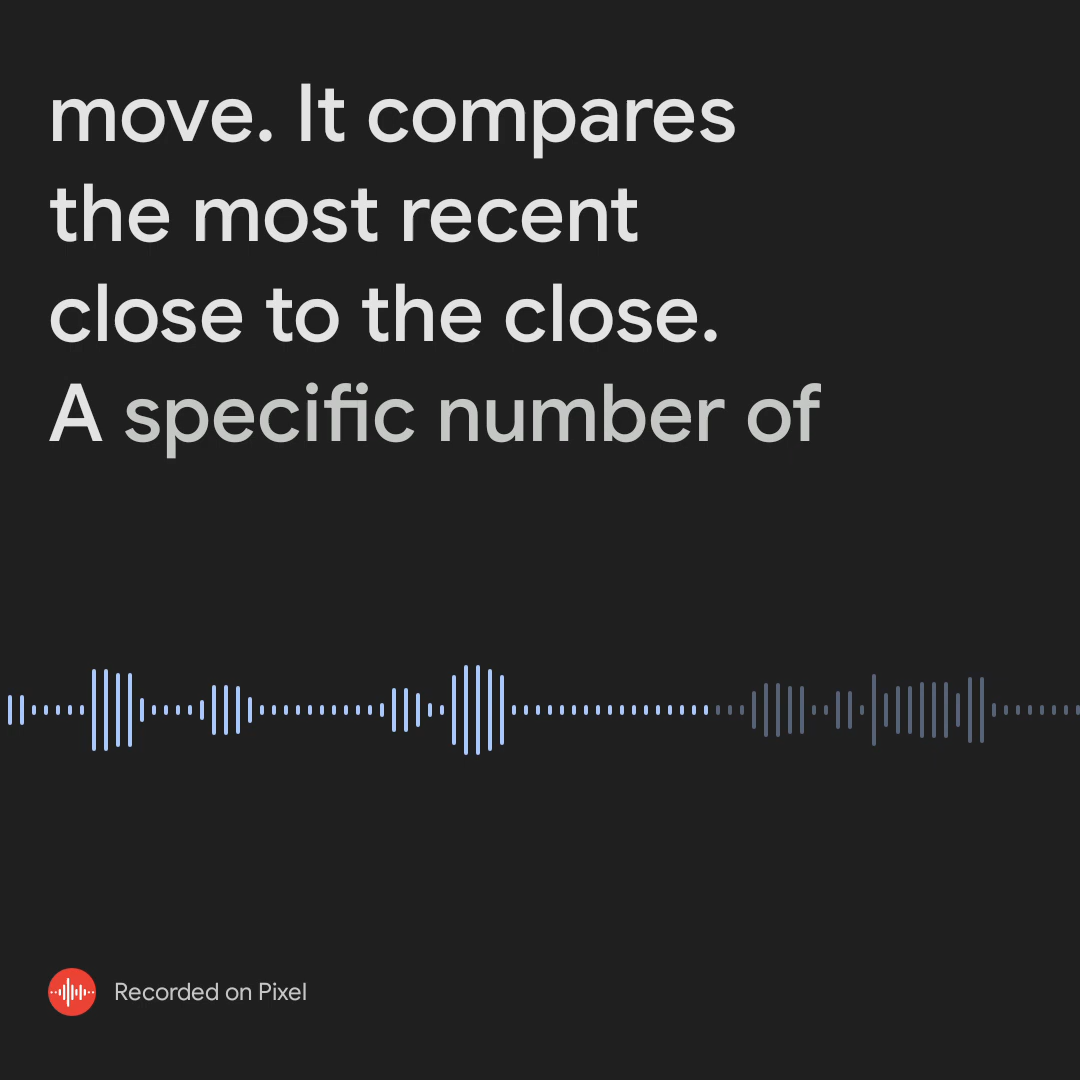 move. It compares
the most recent
close to the close.
A specific number of
Recorded on Pixel